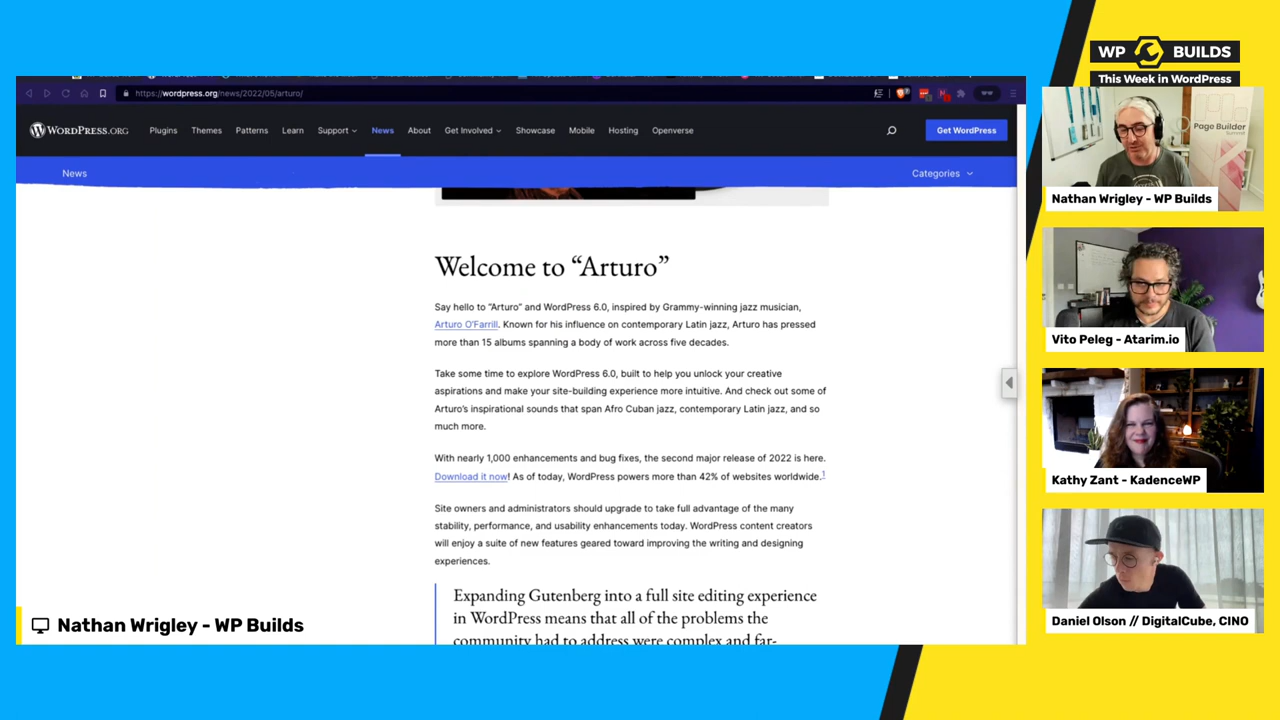 WP BUILDS
This Week in WordPress
https://wordpress.org/news/2022/05/arturo/
WORDPRESS.ORG
Plugins Themes Patterns Learn Support News About Get Involved Showcase Mobile Hosting Openverse
Get WordPress
News
Categories
Welcome to “Arturo”
Say hello to “Arturo” and WordPress 6.0, inspired by Grammy-winning jazz musician,
Arturo O’Farrill. Known for his influence on contemporary Latin jazz, Arturo has pressed
more than 15 albums spanning a body of work across five decades.
Take some time to explore WordPress 6.0, built to help you unlock your creative
aspirations and make your site-building experience more intuitive. And check out some of
Arturo’s inspirational sounds that span Afro Cuban jazz, contemporary Latin jazz, and so
much more.
With nearly 1,000 enhancements and bug fixes, the second major release of 2022 is here.
Download it now! As of today, WordPress powers more than 42% of websites worldwide.1
Site owners and administrators should upgrade to take full advantage of the many
stability, performance, and usability enhancements today. WordPress content creators
will enjoy a suite of new features geared toward improving the writing and designing
experiences.
Expanding Gutenberg into a full site editing experience
in WordPress means that all of the problems the
community had to address were complex and far-
Nathan Wrigley - WP Builds
Page Builder
Nathan Wrigley - WP Builds
Vito Peleg - Atarim.io
Kathy Zant - KadenceWP
Daniel Olson // DigitalCube, CINO